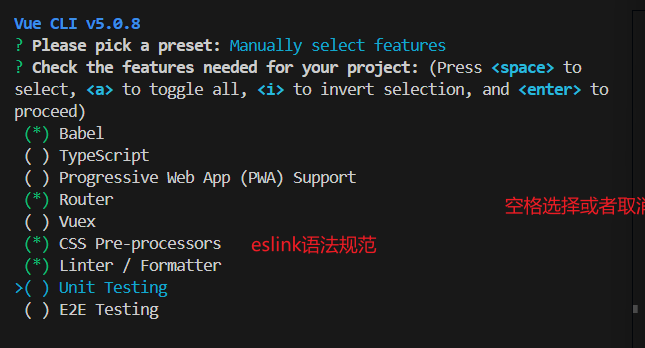 Vue CLI v5.0.8
? Please pick a preset: Manually select features
? Check the features needed for your project: (Press <space> to
select, <a> to toggle all, <i> to invert selection, and <enter> to
proceed)
(*) Babel
( ) TypeScript
( ) Progressive Web App (PWA) Support
(*) Router
空格选择或者取消
( ) Vuex
(*) CSS Pre-processors
eslink语法规范
(*) Linter / Formatter
>( ) Unit Testing
( ) E2E Testing